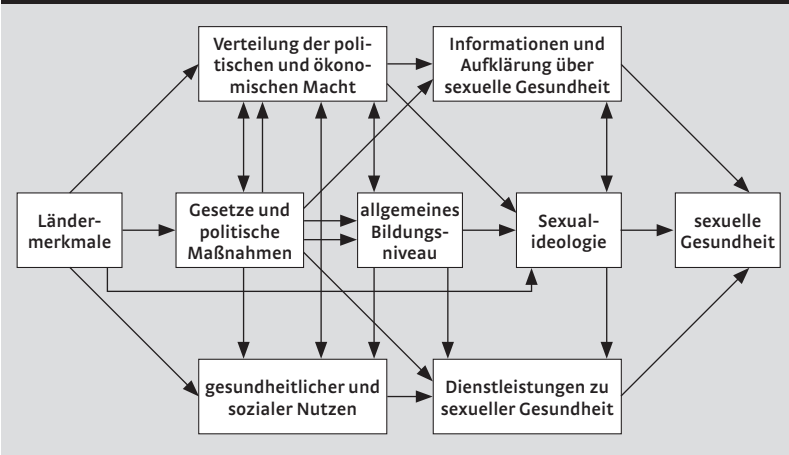 Verteilung der poli-
tischen und ökono-
mischen Macht
Informationen und
Aufklärung über
sexuelle Gesundheit
Länder-
merkmale
Gesetze und
politische
Maßnahmen
allgemeines
Bildungs-
niveau
Sexual-
ideologie
sexuelle
Gesundheit
gesundheitlicher und
sozialer Nutzen
Dienstleistungen zu
sexueller Gesundheit